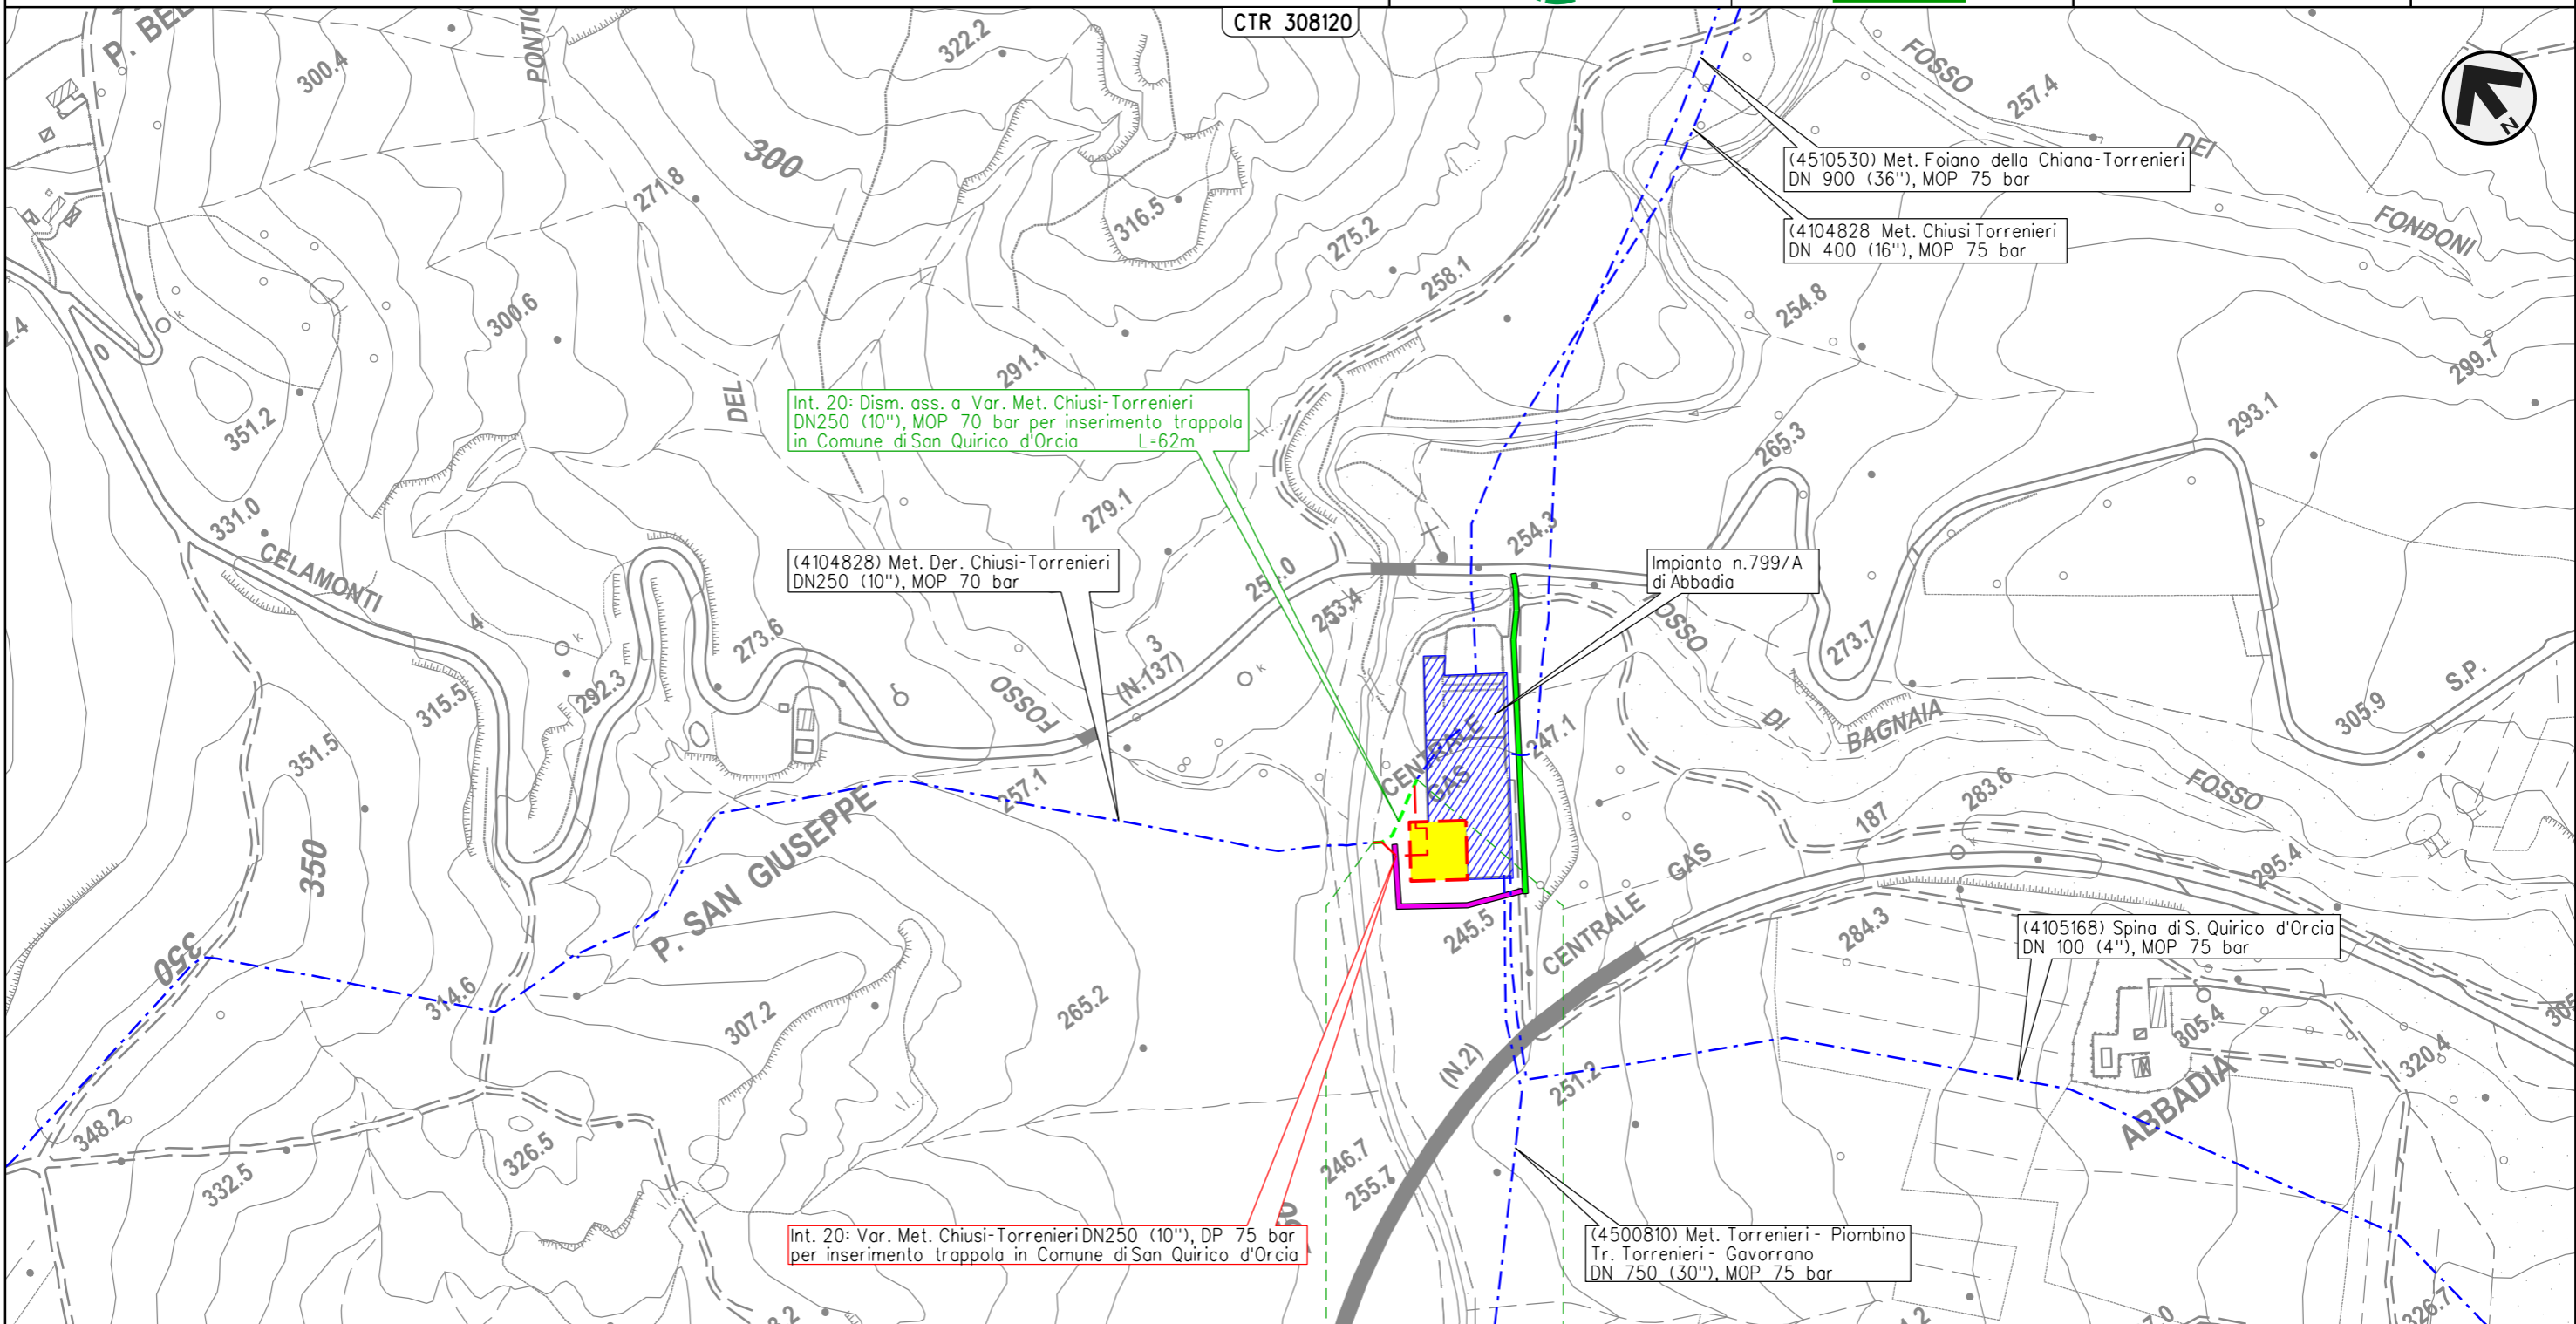 CTR 308120
P. BEL
PONTIC
322.2
300.4
FOSSO
257.4
DEI
FONDONI
N
(4510530) Met. Foiano della Chiana-Torrenieri
DN 900 (36"), MOP 75 bar
300
271.8
316.5
275.2
258.1
(4104828 Met. Chiusi Torrenieri
DN 400 (16"), MOP 75 bar
254.8
k
300.6
2.4
0
291.1
299.7
DEL
Int. 20: Dism. ass. a Var. Met. Chiusi-Torrenieri
DN250 (10"), MOP 70 bar per inserimento trappola
in Comune di San Quirico d'Orcia L=62m
351.2
265.3
293.1
331.0
279.1
254.3
CELAMONTI
(4104828) Met. Der. Chiusi-Torrenieri
DN250 (10"), MOP 70 bar
253.4
Impianto n.799/A
di Abbadia
4
k
273.6
3
(N.137)
k
FOSSO
273.7
292.3
315.5
FOSSO
DI
BAGNAIA
S.P.
305.9
351.5
257.1
CENTRALE
GAS
247.1
283.6
FOSSO
187
350
P. SAN GIUSEPPE
GAS
k
295.4
350
245.5
CENTRALE
284.3
(4105168) Spina di S. Quirico d'Orcia
DN 100 (4"), MOP 75 bar
314.6
307.2
265.2
305.4
305
(N.2)
251.2
320.4
ABBADIA
348.2
326.5
332.5
246.7
255.7
Int. 20: Var. Met. Chiusi-Torrenieri DN250 (10"), DP 75 bar
per inserimento trappola in Comune di San Quirico d'Orcia
(4500810) Met. Torrenieri - Piombino
Tr. Torrenieri - Gavorrano
DN 750 (30"), MOP 75 bar
326.7